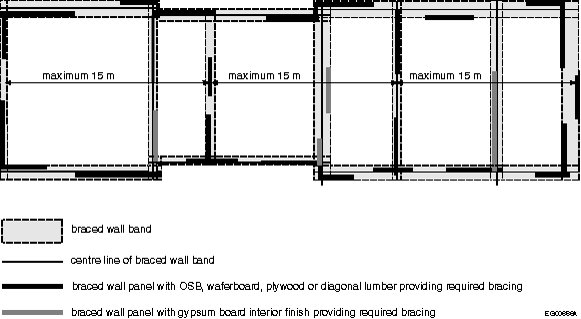 maximum 15 m maximum 15 m maximum 15 m
braced wall band
centre line of braced wall band
braced wall panel with OSB, waferboard, plywood or diagonal lumber providing required bracing
braced wall panel with gypsum board interior finish providing required bracing